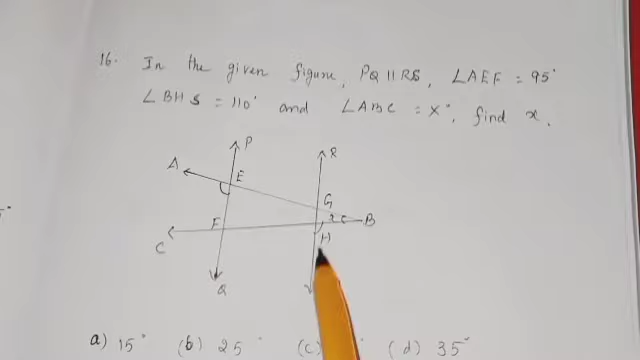 16. In the given figure, PQ || RS, ∠AEF = 95°
∠BHS = 110° and ∠ABC = x°, find x.
P
R
A
E
G
F
x
B
C
H
Q
a) 15° (b) 25° (c) (d) 35°